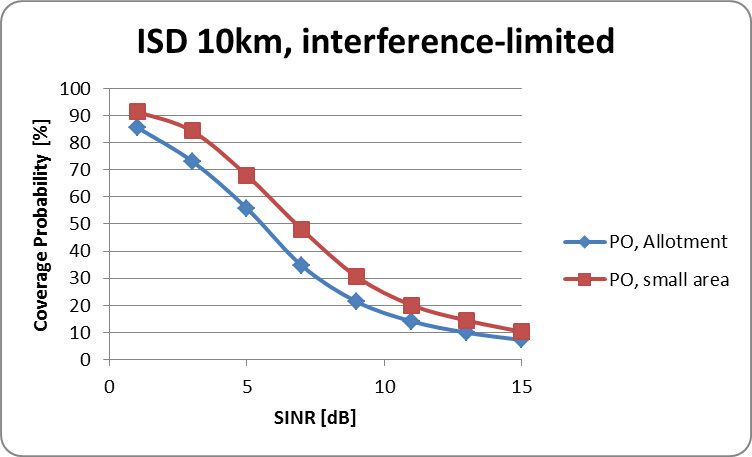 ISD 10km, interference-limited
Coverage Probability [%]
100
90
80
70
60
50
40
30
20
10
0
0 5 10 15
SINR [dB]
PO, Allotment
PO, small area